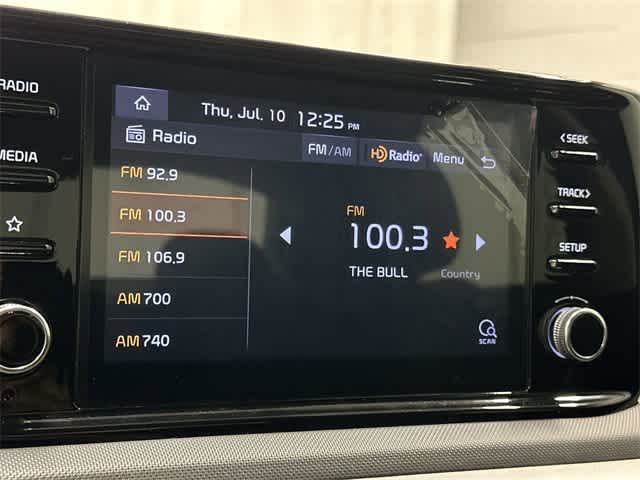 RADIO
MEDIA
Thu, Jul. 10 12:25 PM
Radio
FM/AM
HD Radio
Menu
FM 92.9
FM 100.3
FM 106.9
AM 700
AM 740
FM
100.3
THE BULL
Country
SCAN
<SEEK
TRACK>
SETUP